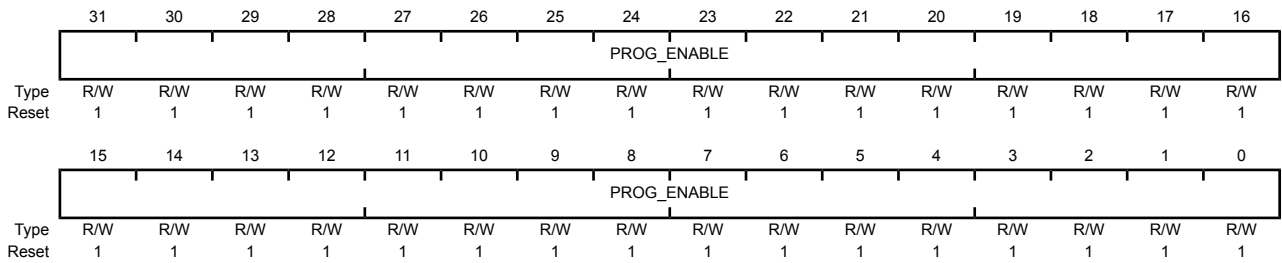 31 30 29 28 27 26 25 24 23 22 21 20 19 18 17 16
PROG_ENABLE
Type R/W R/W R/W R/W R/W R/W R/W R/W R/W R/W R/W R/W R/W R/W R/W R/W
Reset 1 1 1 1 1 1 1 1 1 1 1 1 1 1 1 1
15 14 13 12 11 10 9 8 7 6 5 4 3 2 1 0
PROG_ENABLE
Type R/W R/W R/W R/W R/W R/W R/W R/W R/W R/W R/W R/W R/W R/W R/W R/W
Reset 1 1 1 1 1 1 1 1 1 1 1 1 1 1 1 1